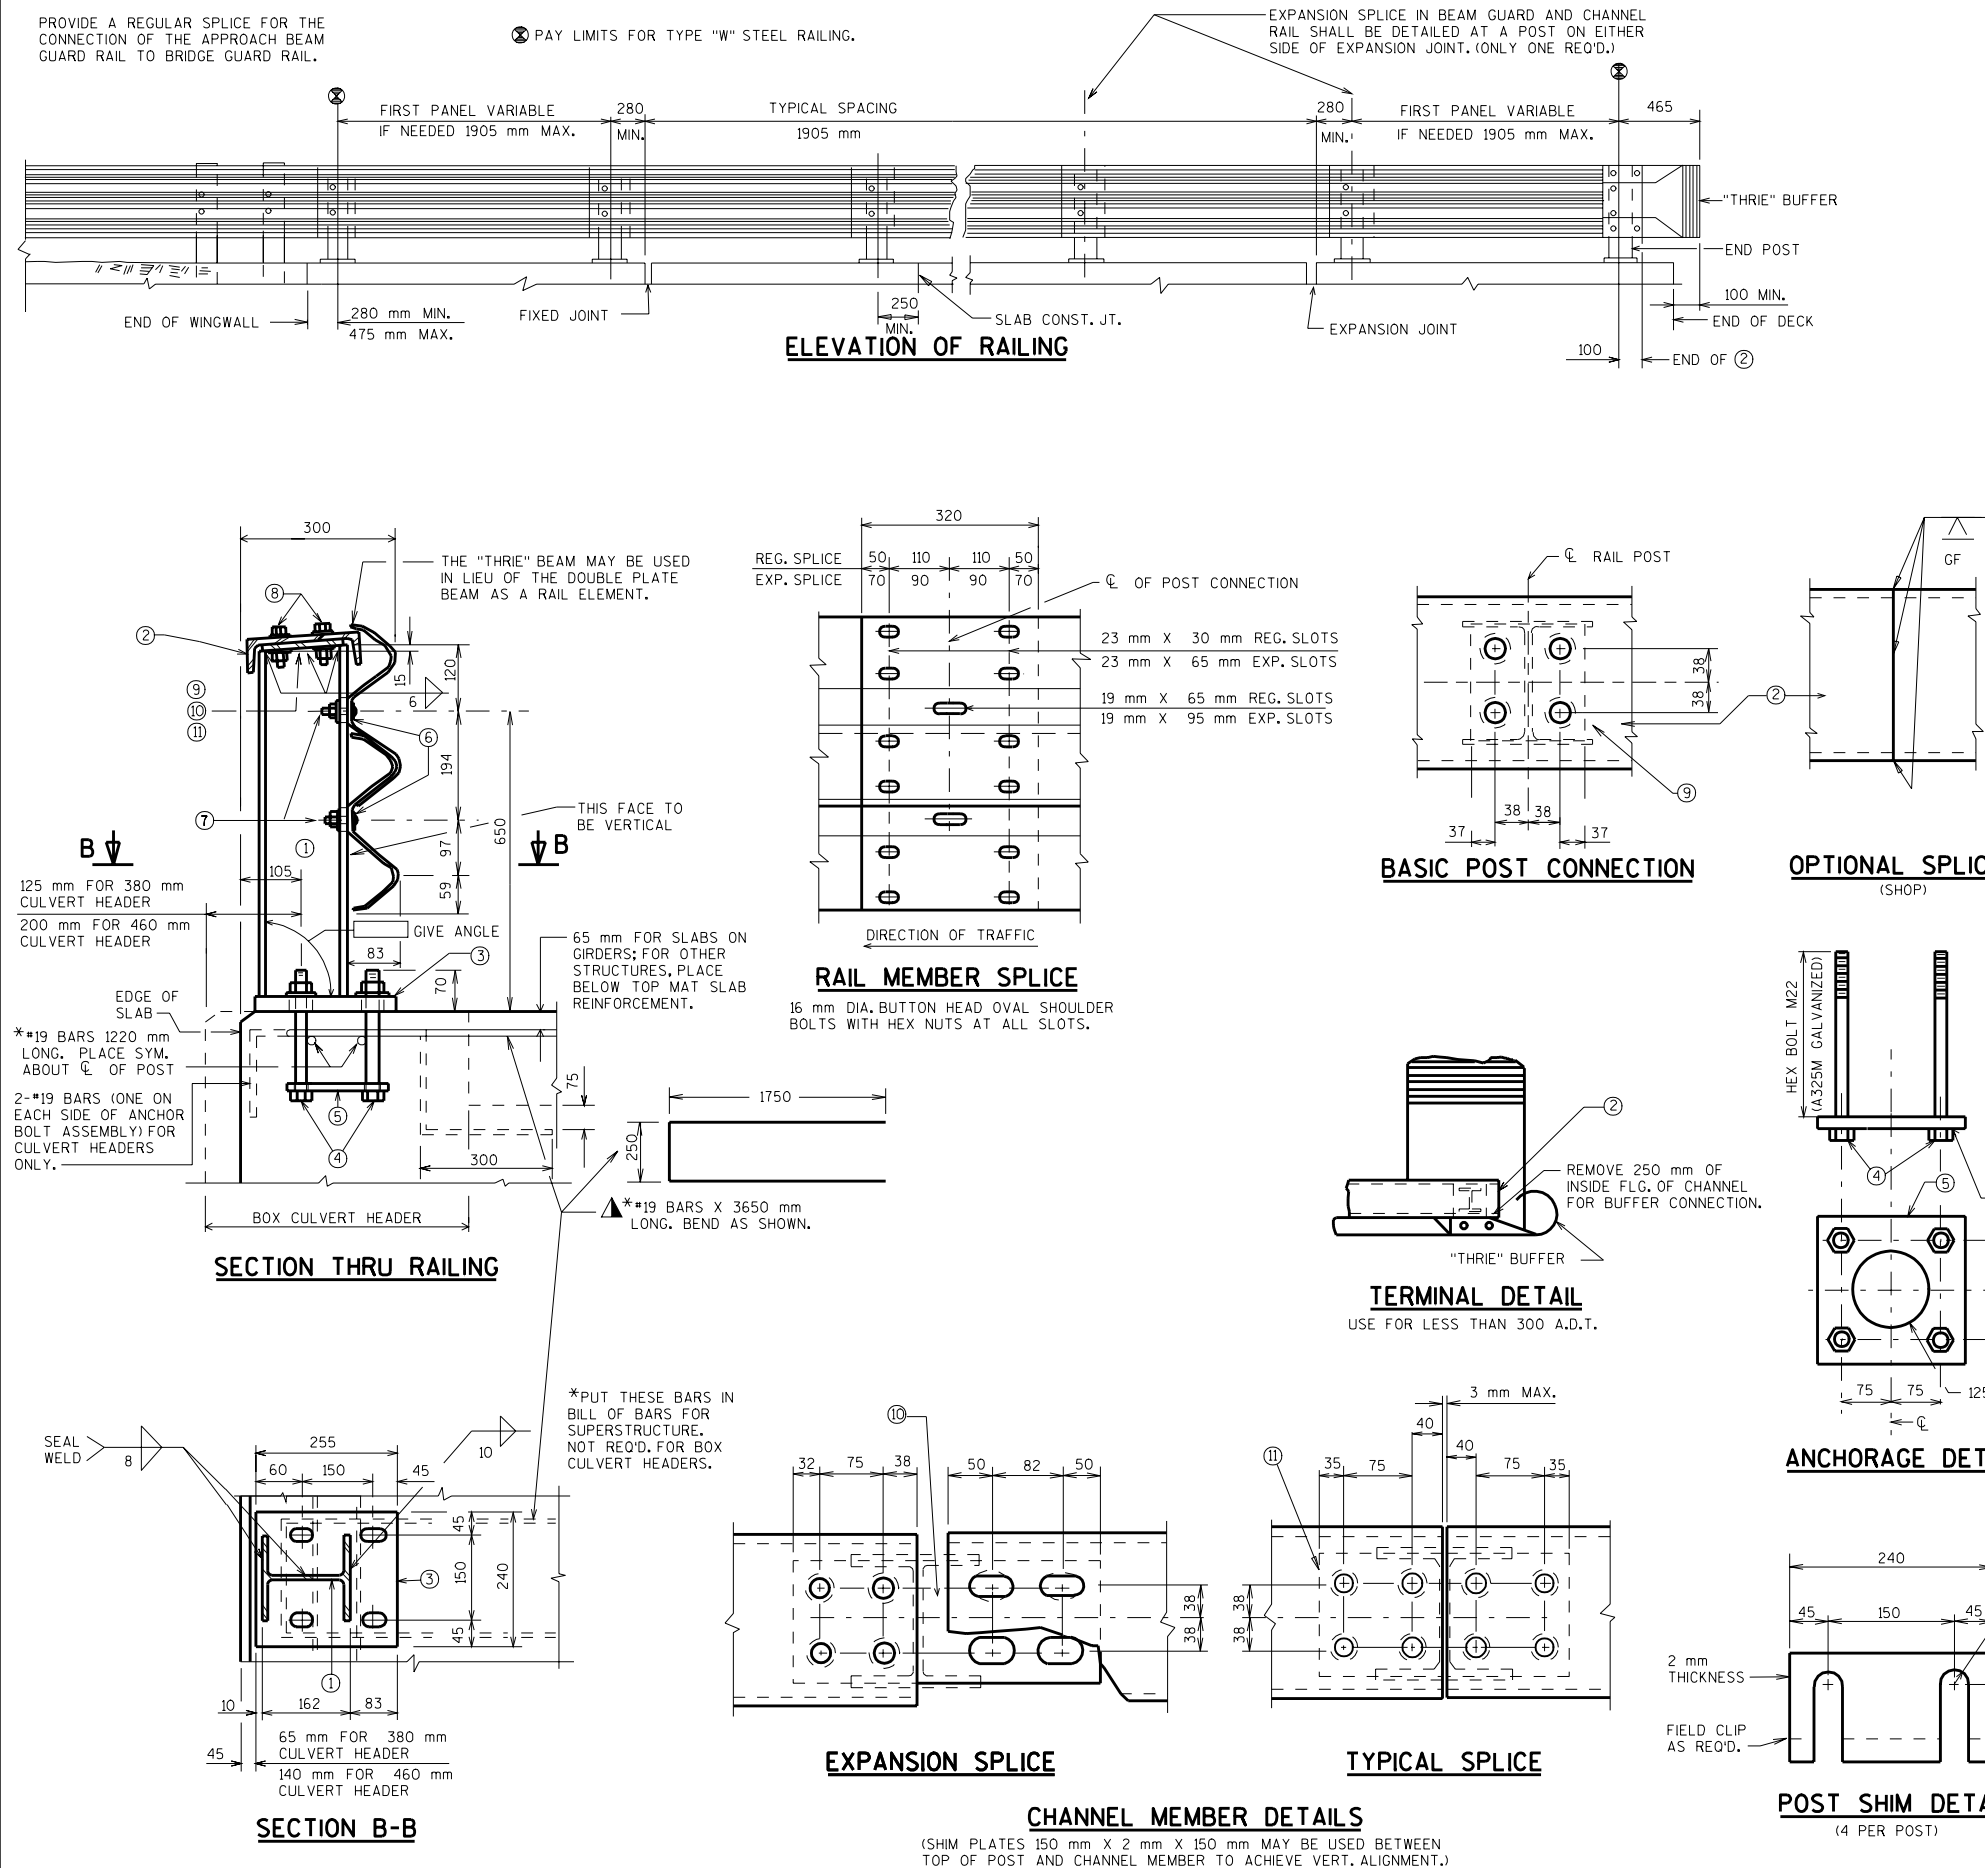 PROVIDE A REGULAR SPLICE FOR THE
CONNECTION OF THE APPROACH BEAM
GUARD RAIL TO BRIDGE GUARD RAIL.
PAY LIMITS FOR TYPE "W" STEEL RAILING.
EXPANSION SPLICE IN BEAM GUARD AND CHANNEL
RAIL SHALL BE DETAILED AT A POST ON EITHER
SIDE OF EXPANSION JOINT. (ONLY ONE REQ'D.)
FIRST PANEL VARIABLE
IF NEEDED 1905 mm MAX.
280
MIN.
TYPICAL SPACING
1905 mm
280
MIN.
FIRST PANEL VARIABLE
IF NEEDED 1905 mm MAX.
465
"THRIE" BUFFER
END POST
100 MIN.
END OF DECK
END OF WINGWALL
280 mm MIN.
475 mm MAX.
FIXED JOINT
250
MIN.
SLAB CONST. JT.
EXPANSION JOINT
100
END OF 2
ELEVATION OF RAILING
300
THE "THRIE" BEAM MAY BE USED
IN LIEU OF THE DOUBLE PLATE
BEAM AS A RAIL ELEMENT.
8
2
15
120
6
9
10
11
6
194
7
THIS FACE TO
BE VERTICAL
650
1
97
B
B
105
59
125 mm FOR 380 mm
CULVERT HEADER
200 mm FOR 460 mm
CULVERT HEADER
GIVE ANGLE
83
3
70
65 mm FOR SLABS ON
GIRDERS; FOR OTHER
STRUCTURES, PLACE
BELOW TOP MAT SLAB
REINFORCEMENT.
EDGE OF
SLAB
*#19 BARS 1220 mm
LONG. PLACE SYM.
ABOUT ℄ OF POST
2-#19 BARS (ONE ON
EACH SIDE OF ANCHOR
BOLT ASSEMBLY) FOR
CULVERT HEADERS
ONLY.
5
4
75
300
BOX CULVERT HEADER
1750
250
*#19 BARS X 3650 mm
LONG. BEND AS SHOWN.
SECTION THRU RAILING
320
REG. SPLICE 50 110 110 50
EXP. SPLICE 70 90 90 70
℄ OF POST CONNECTION
23 mm X 30 mm REG. SLOTS
23 mm X 65 mm EXP. SLOTS
19 mm X 65 mm REG. SLOTS
19 mm X 95 mm EXP. SLOTS
DIRECTION OF TRAFFIC
RAIL MEMBER SPLICE
16 mm DIA. BUTTON HEAD OVAL SHOULDER
BOLTS WITH HEX NUTS AT ALL SLOTS.
℄ RAIL POST
38
38
2
9
38 38
37 37
BASIC POST CONNECTION
GF
OPTIONAL SPLIC
(SHOP)
HEX BOLT M22
(A325M GALVANIZED)
4
5
75 75
125
℄
ANCHORAGE DET
2
REMOVE 250 mm OF
INSIDE FLG. OF CHANNEL
FOR BUFFER CONNECTION.
"THRIE" BUFFER
TERMINAL DETAIL
USE FOR LESS THAN 300 A.D.T.
*PUT THESE BARS IN
BILL OF BARS FOR
SUPERSTRUCTURE.
NOT REQ'D. FOR BOX
CULVERT HEADERS.
SEAL
WELD
8
10
255
60 150 45
45
150
45
240
3
1
10 162 83
45
65 mm FOR 380 mm
CULVERT HEADER
140 mm FOR 460 mm
CULVERT HEADER
SECTION B-B
10
32 75 38 50 82 50
38
38
EXPANSION SPLICE
3 mm MAX.
40
40
11
35 75 75 35
38
38
TYPICAL SPLICE
CHANNEL MEMBER DETAILS
(SHIM PLATES 150 mm X 2 mm X 150 mm MAY BE USED BETWEEN
TOP OF POST AND CHANNEL MEMBER TO ACHIEVE VERT. ALIGNMENT.)
240
45 150 45
2 mm
THICKNESS
FIELD CLIP
AS REQ'D.
POST SHIM DETA
(4 PER POST)